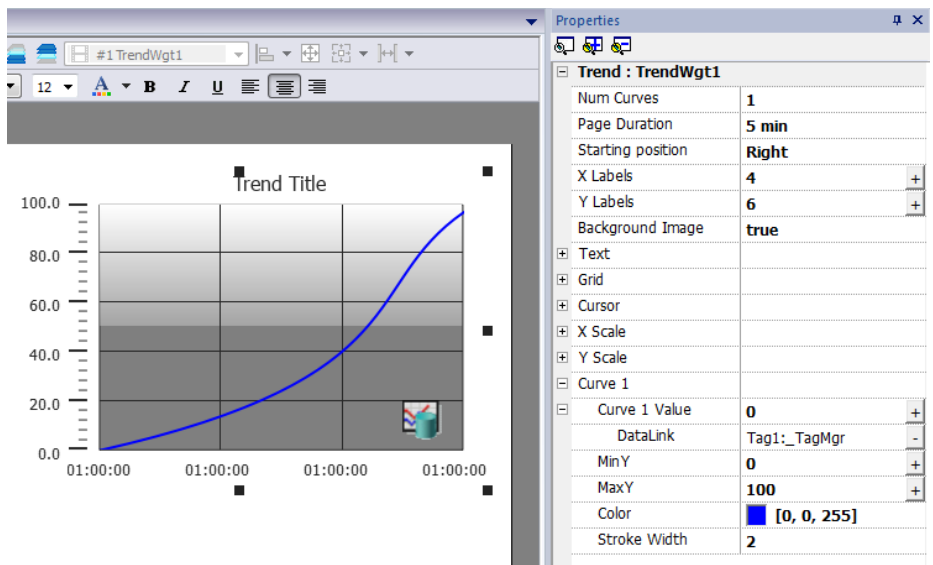 Properties
#1 TrendWgt1
12 A B I U
Trend : TrendWgt1
Num Curves 1
Page Duration 5 min
Starting position Right
X Labels 4 +
Y Labels 6 +
Background Image true
Text
Grid
Cursor
X Scale
Y Scale
Curve 1
Curve 1 Value 0 +
DataLink Tag1:_TagMgr -
MinY 0 +
MaxY 100 +
Color [0, 0, 255]
Stroke Width 2
Trend Title
100.0
80.0
60.0
40.0
20.0
0.0
01:00:00 01:00:00 01:00:00 01:00:00